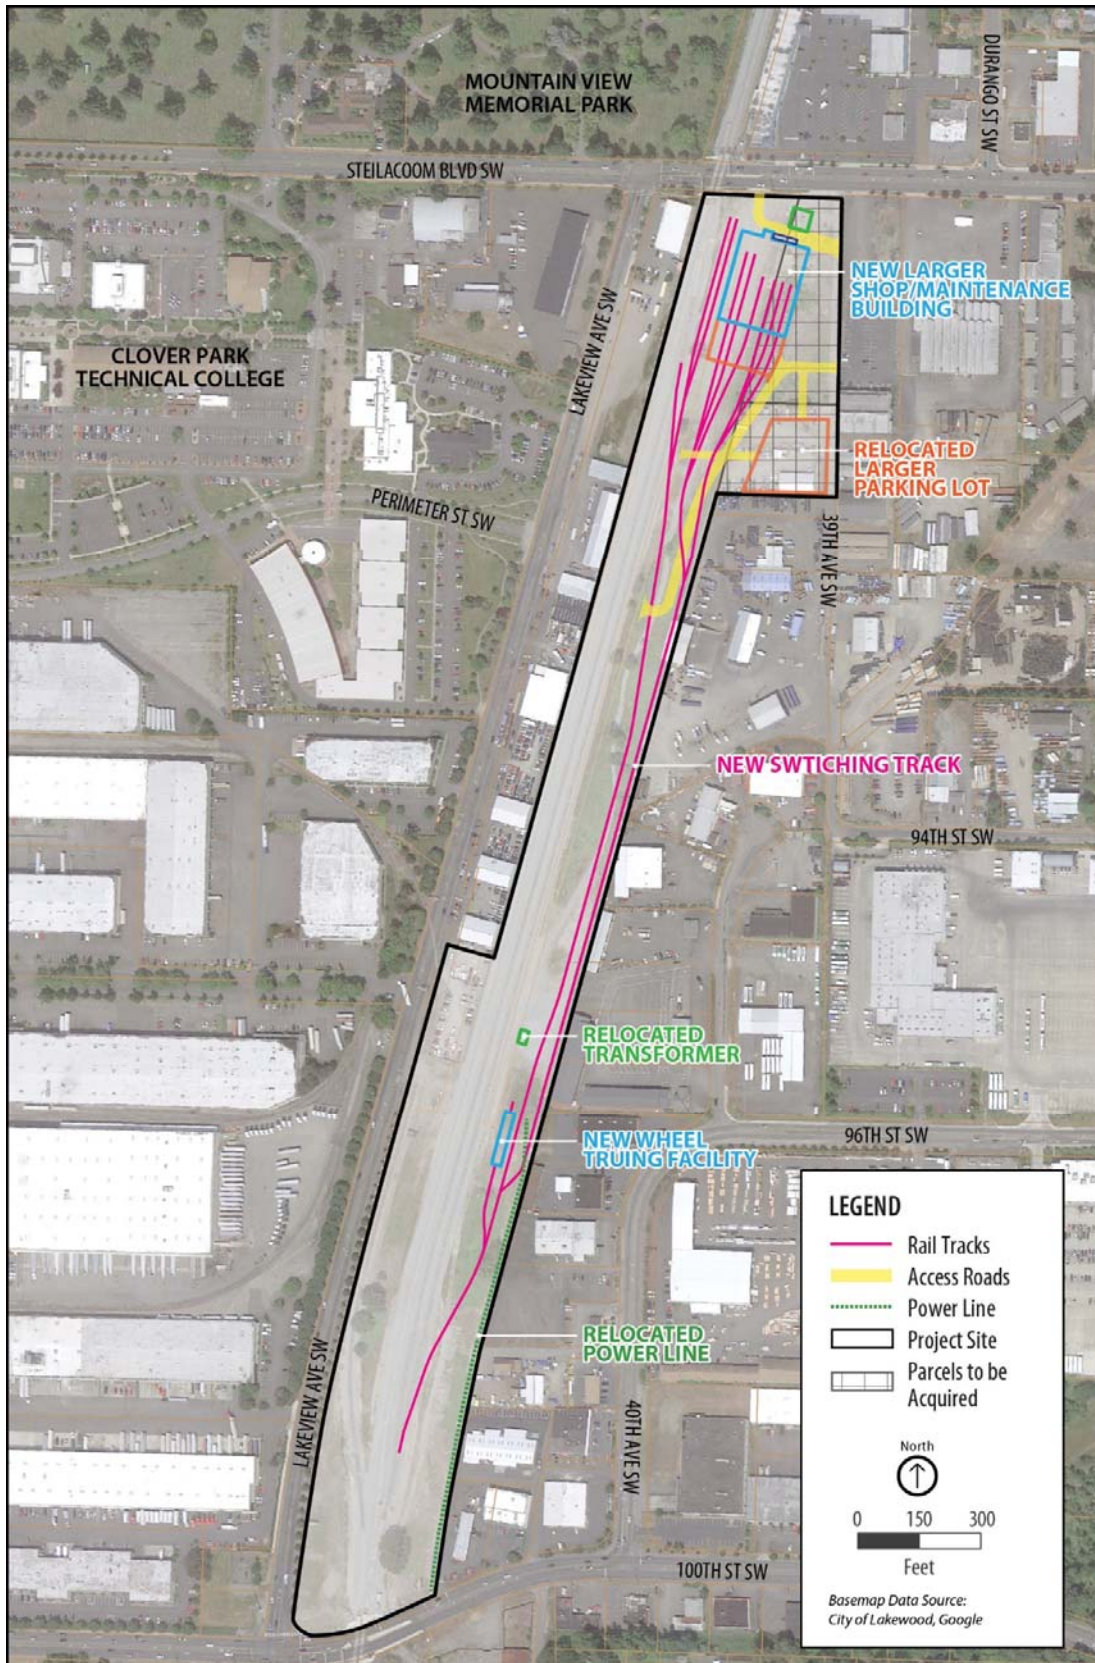 MOUNTAIN VIEW
MEMORIAL PARK
DURANGO ST SW
STEILACOOM BLVD SW
NEW LARGER
SHOP/MAINTENANCE
BUILDING
LAKEVIEW AVE SW
CLOVER PARK
TECHNICAL COLLEGE
RELOCATED
LARGER
PARKING LOT
PERIMETER ST SW
39TH AVE SW
NEW SWTICHING TRACK
94TH ST SW
RELOCATED
TRANSFORMER
96TH ST SW
NEW WHEEL
TRUING FACILITY
RELOCATED
POWER LINE
LAKEVIEW AVE SW
40TH AVE SW
100TH ST SW
LEGEND
Rail Tracks
Access Roads
Power Line
Project Site
Parcels to be
Acquired
North
0 150 300
Feet
Basemap Data Source:
City of Lakewood, Google